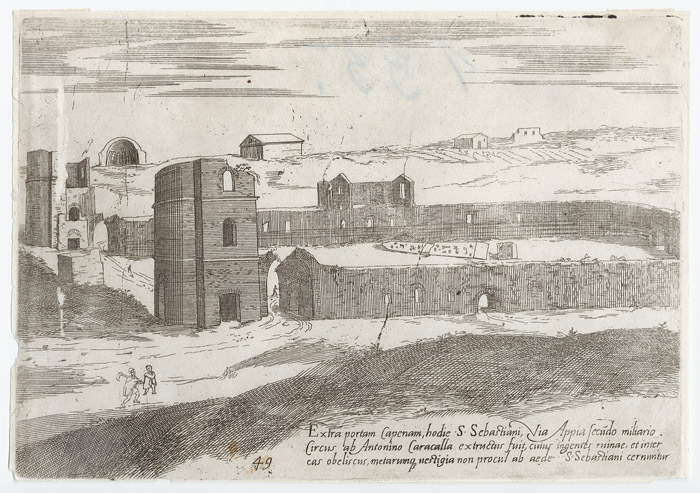 Extra portam Capenam, hodie S. Sebastiani, Via Appia secūdo miliario.
Circus ab Antonino Caracalla extructus fuit, cuius ingentes ruinae, et inter
eas obeliscus, metarumq vestigia non procul ab aede S. Sebastiani cernuntur
49